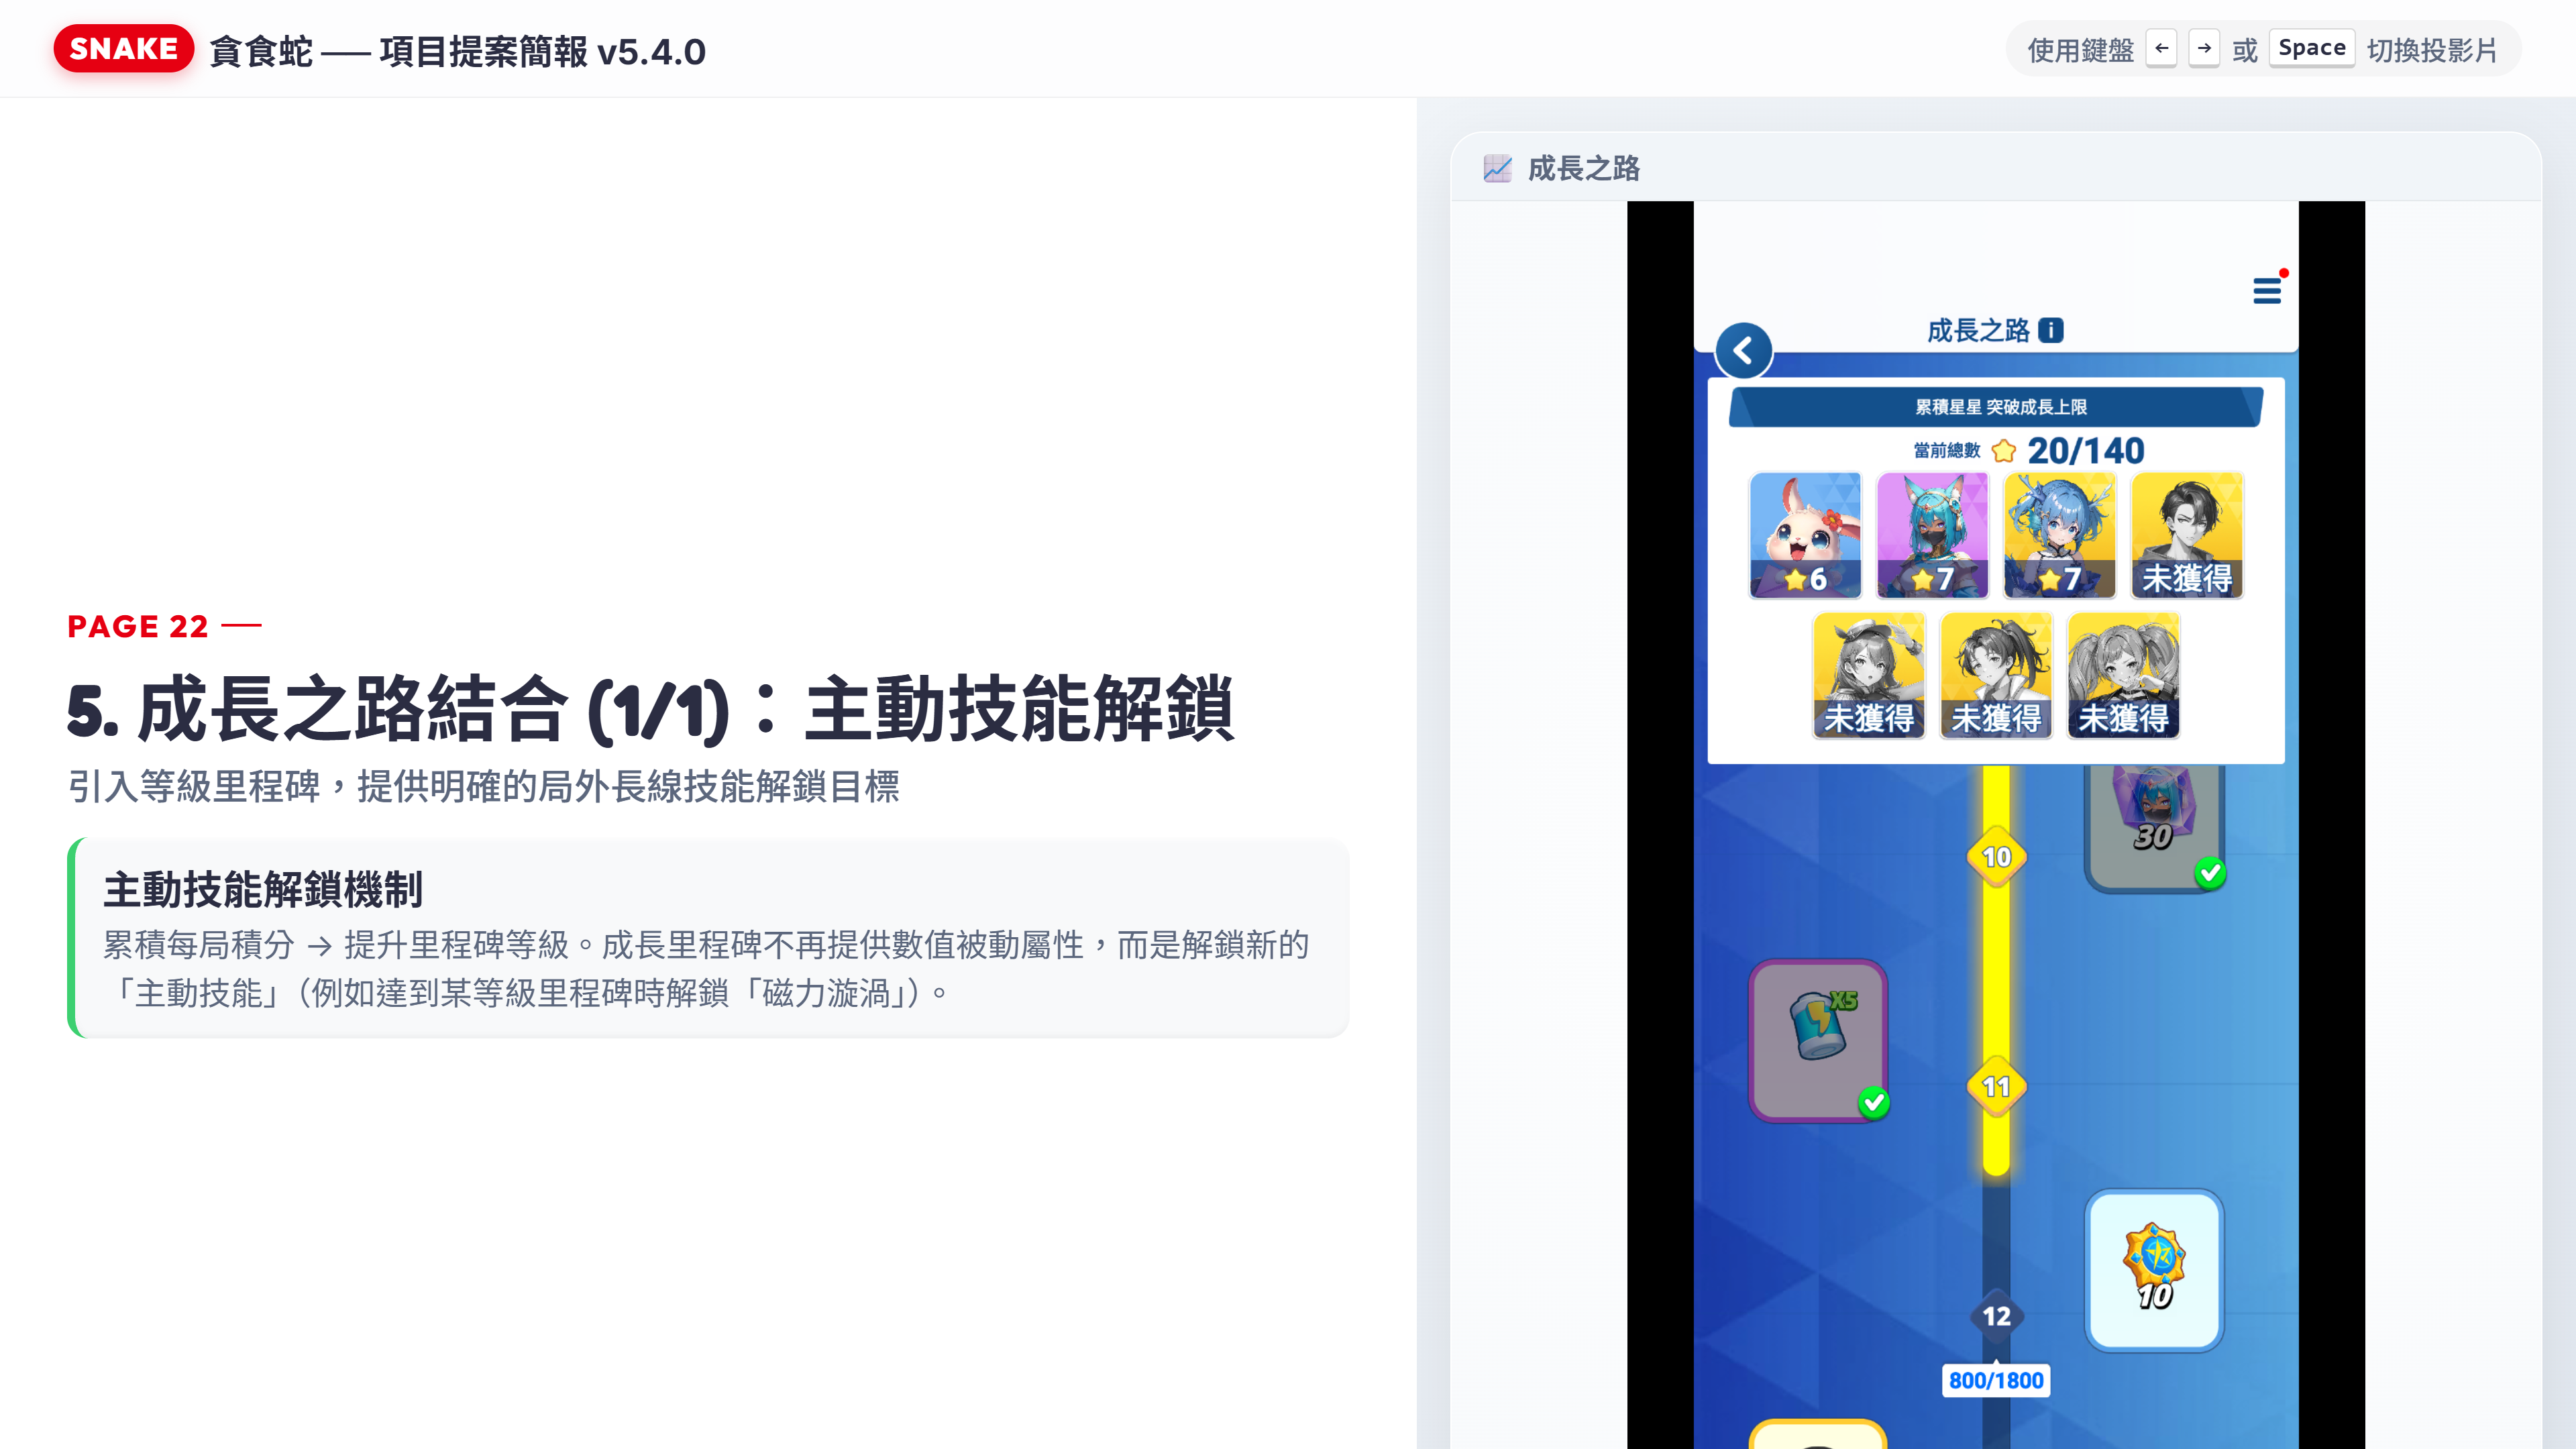 SNAKE 貪食蛇 —— 項目提案簡報 v5.4.0
使用鍵盤 ← → 或 Space 切換投影片
PAGE 22 —
5. 成長之路結合 (1/1)：主動技能解鎖
引入等級里程碑，提供明確的局外長線技能解鎖目標
主動技能解鎖機制
累積每局積分 → 提升里程碑等級。成長里程碑不再提供數值被動屬性，而是解鎖新的
「主動技能」（例如達到某等級里程碑時解鎖「磁力漩渦」）。
📈 成長之路
成長之路 i
累積星星 突破成長上限
當前總數 20/140
6
7
7
未獲得
未獲得
未獲得
未獲得
30
10
X5
11
10
12
800/1800